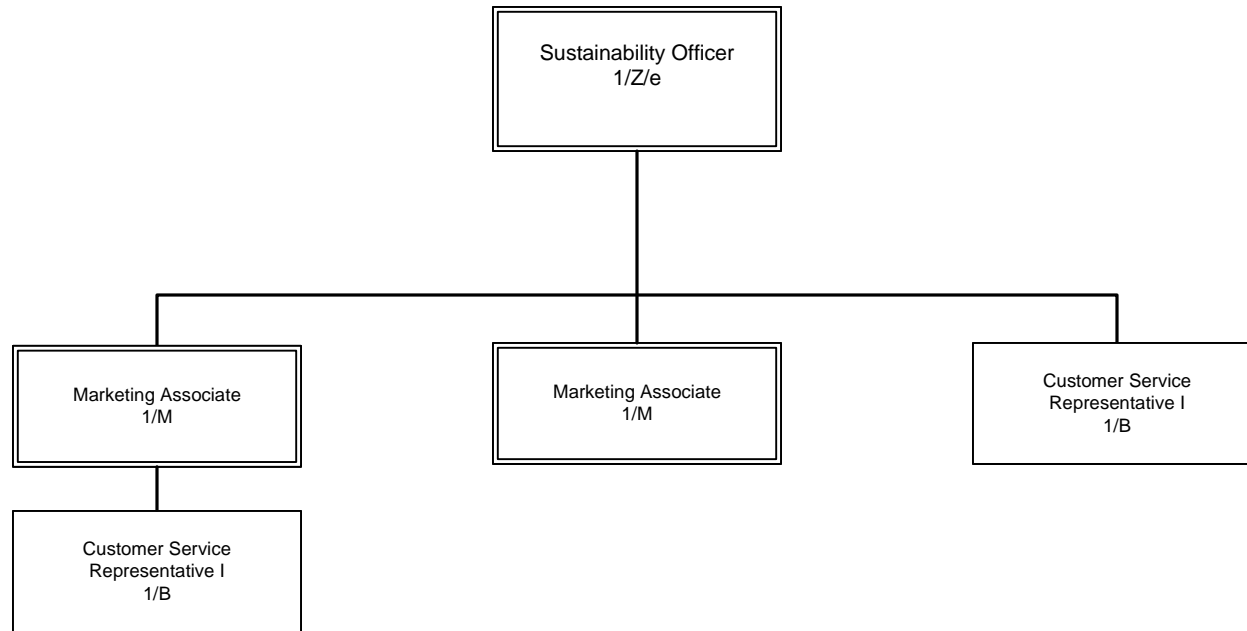 Sustainability Officer
1/Z/e
Marketing Associate
1/M
Marketing Associate
1/M
Customer Service
Representative I
1/B
Customer Service
Representative I
1/B